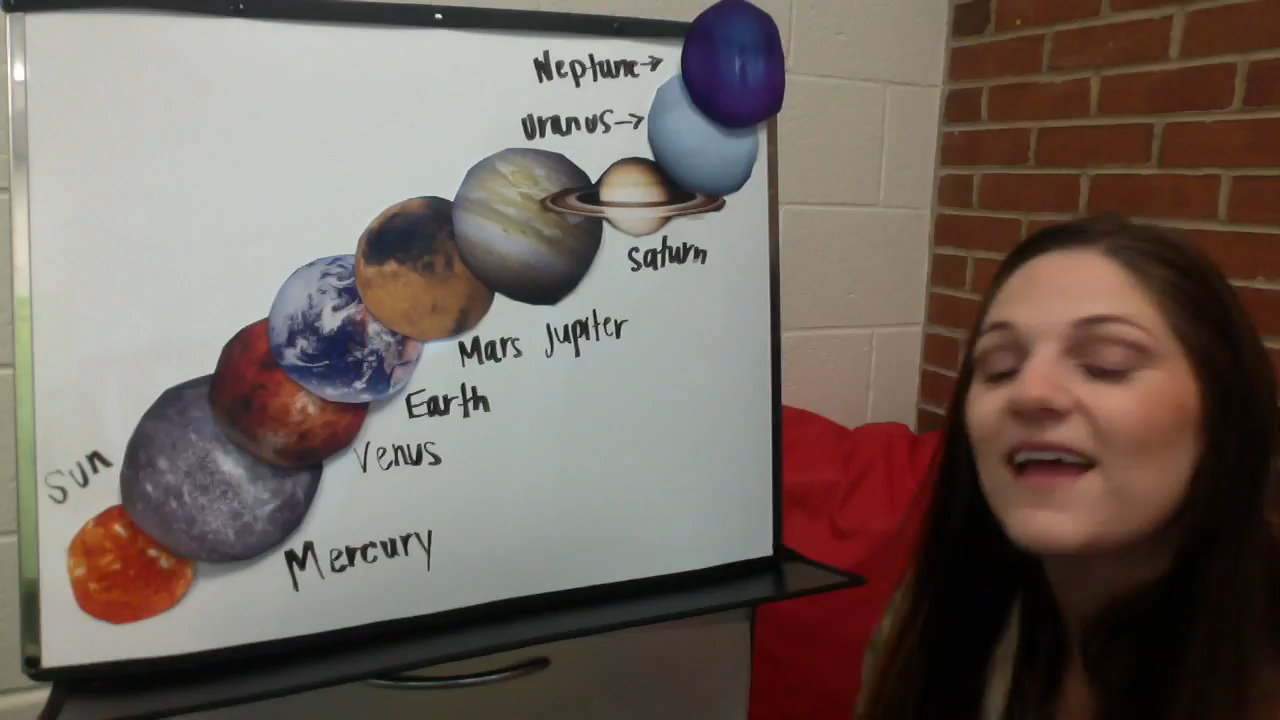 Neptune→
Uranus→
Saturn
Mars Jupiter
Earth
Venus
Sun
Mercury